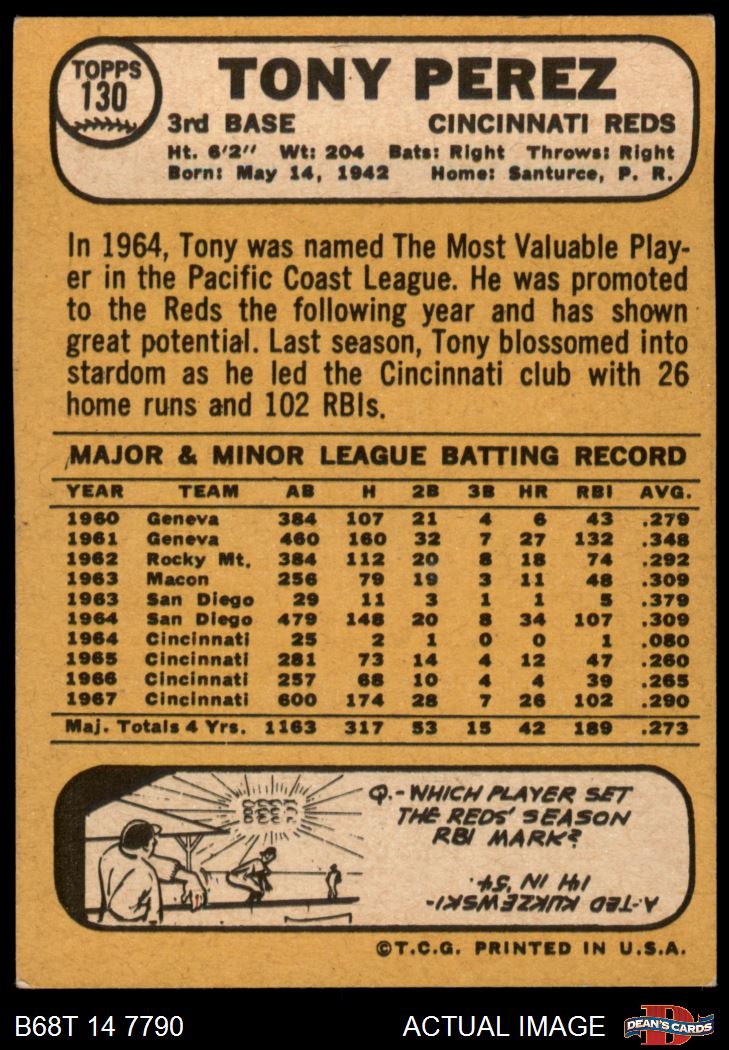 TOPPS
130
TONY PEREZ
3rd BASE CINCINNATI REDS
Ht. 6'2" Wt: 204 Bats: Right Throws: Right
Born: May 14, 1942 Home: Santurce, P. R.
In 1964, Tony was named The Most Valuable Play-
er in the Pacific Coast League. He was promoted
to the Reds the following year and has shown
great potential. Last season, Tony blossomed into
stardom as he led the Cincinnati club with 26
home runs and 102 RBIs.
MAJOR & MINOR LEAGUE BATTING RECORD
YEAR TEAM AB H 2B 3B HR RBI AVG.
1960 Geneva 384 107 21 4 6 43 .279
1961 Geneva 460 160 32 7 27 132 .348
1962 Rocky Mt. 384 112 20 8 18 74 .292
1963 Macon 256 79 19 3 11 48 .309
1963 San Diego 29 11 3 1 1 5 .379
1964 San Diego 479 148 20 8 34 107 .309
1964 Cincinnati 25 2 1 0 0 1 .080
1965 Cincinnati 281 73 14 4 12 47 .260
1966 Cincinnati 257 68 10 4 4 39 .265
1967 Cincinnati 600 174 28 7 26 102 .290
Maj. Totals 4 Yrs. 1163 317 53 15 42 189 .273
Q.-WHICH PLAYER SET
THE REDS' SEASON
RBI MARK?
A-TED KUKZEWSKI-
141 IN '54.
©T.C.G. PRINTED IN U.S.A.
B68T 14 7790 ACTUAL IMAGE
DEAN'S CARDS